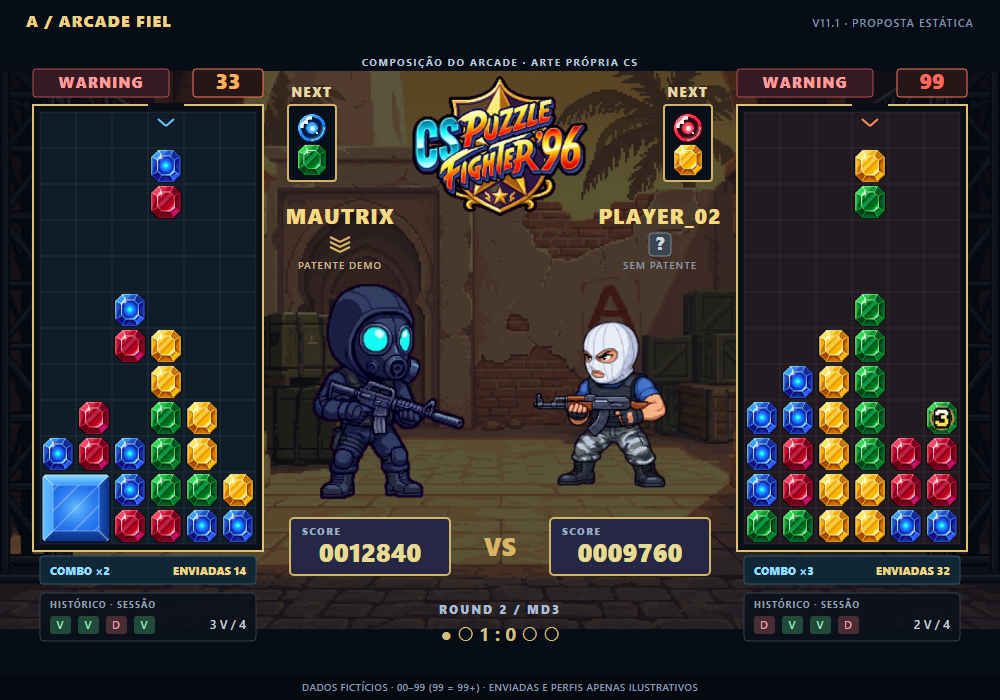 A / ARCADE FIEL
V11.1 · PROPOSTA ESTÁTICA
COMPOSIÇÃO DO ARCADE · ARTE PRÓPRIA CS
WARNING
33
NEXT
CS PUZZLE
FIGHTER '96
NEXT
WARNING
99
MAUTRIX
PATENTE DEMO
PLAYER_02
?
SEM PATENTE
A
3
SCORE
0012840
VS
SCORE
0009760
COMBO ×2
ENVIADAS 14
COMBO ×3
ENVIADAS 32
HISTÓRICO · SESSÃO
V V D V
3 V / 4
ROUND 2 / MD3
1 : 0
HISTÓRICO · SESSÃO
D V V D
2 V / 4
DADOS FICTÍCIOS · 00–99 (99 = 99+) · ENVIADAS E PERFIS APENAS ILUSTRATIVOS